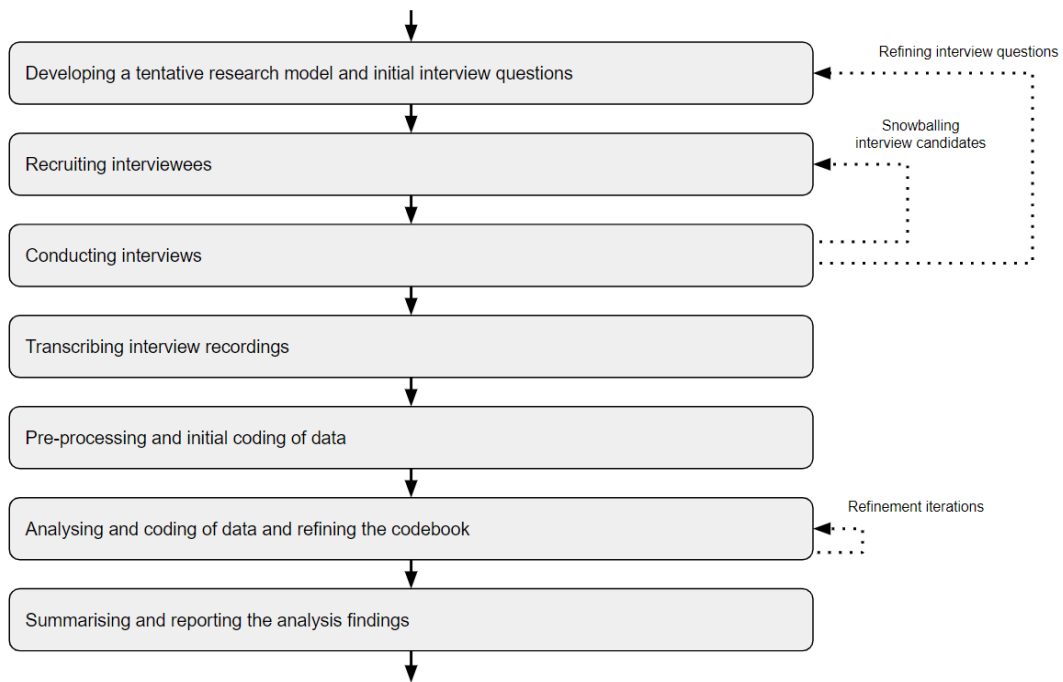 Developing a tentative research model and initial interview questions
Refining interview questions
Snowballing
interview candidates
Recruiting interviewees
Conducting interviews
Transcribing interview recordings
Pre-processing and initial coding of data
Refinement iterations
Analysing and coding of data and refining the codebook
Summarising and reporting the analysis findings